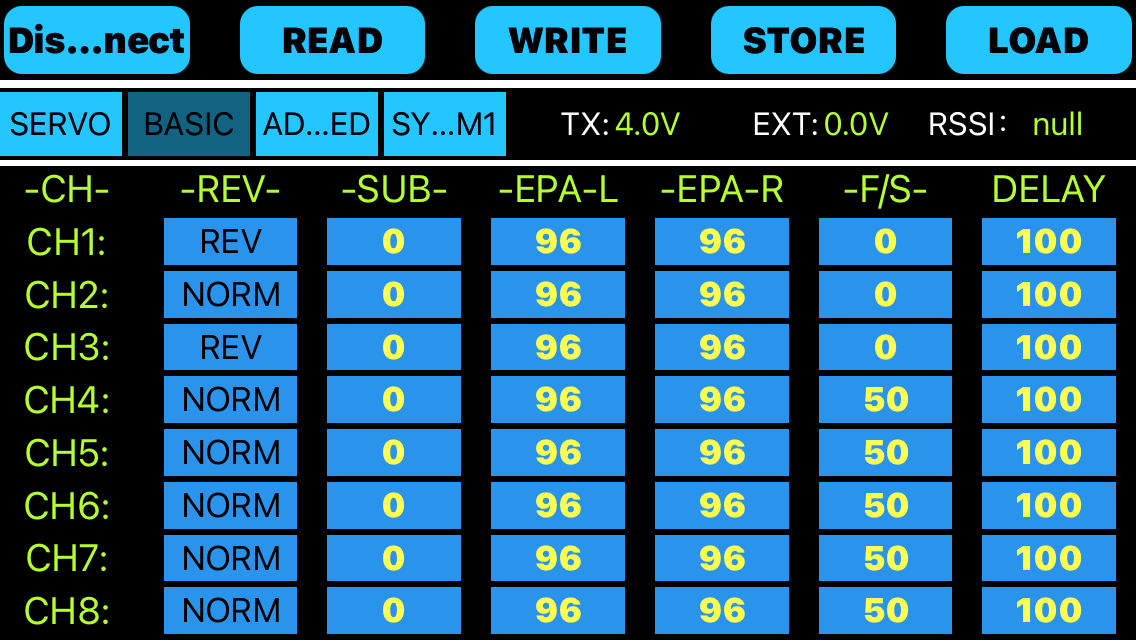 Dis...nect READ WRITE STORE LOAD
SERVO BASIC AD...ED SY...M1 TX: 4.0V EXT: 0.0V RSSI: null
-CH- -REV- -SUB- -EPA-L -EPA-R -F/S- DELAY
CH1: REV 0 96 96 0 100
CH2: NORM 0 96 96 0 100
CH3: REV 0 96 96 0 100
CH4: NORM 0 96 96 50 100
CH5: NORM 0 96 96 50 100
CH6: NORM 0 96 96 50 100
CH7: NORM 0 96 96 50 100
CH8: NORM 0 96 96 50 100